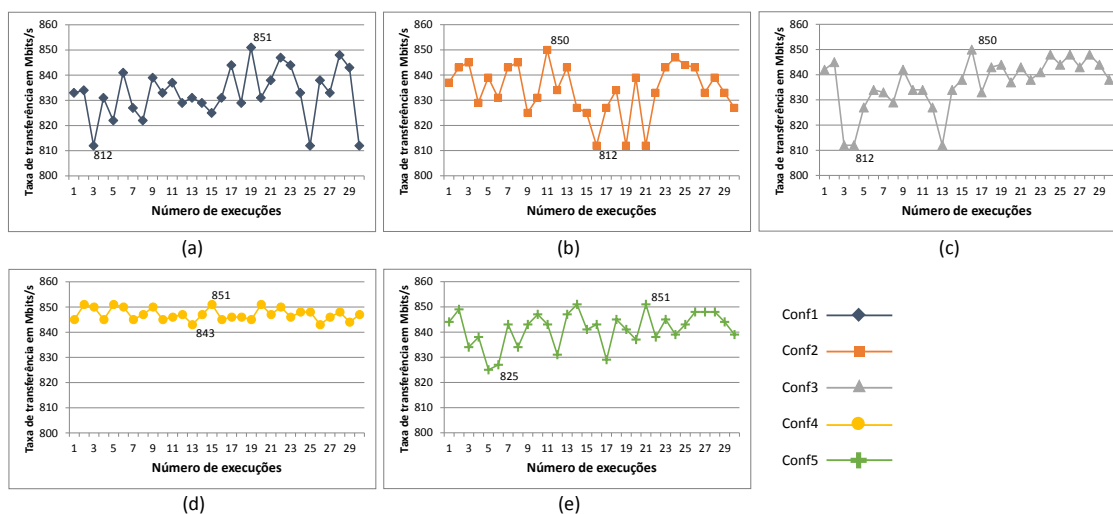 Taxa de transferência em Mbits/s
860
850
840
830
820
810
800
851
812
1 3 5 7 9 11 13 15 17 19 21 23 25 27 29
Número de execuções
(a)
Taxa de transferência em Mbits/s
860
850
840
830
820
810
800
850
812
1 3 5 7 9 11 13 15 17 19 21 23 25 27 29
Número de execuções
(b)
Taxa de transferência em Mbits/s
860
850
840
830
820
810
800
850
812
1 3 5 7 9 11 13 15 17 19 21 23 25 27 29
Número de execuções
(c)
Taxa de transferência em Mbits/s
860
850
840
830
820
810
800
851
843
1 3 5 7 9 11 13 15 17 19 21 23 25 27 29
Número de execuções
(d)
Taxa de transferência em Mbits/s
860
850
840
830
820
810
800
851
825
1 3 5 7 9 11 13 15 17 19 21 23 25 27 29
Número de execuções
(e)
Conf1
Conf2
Conf3
Conf4
Conf5